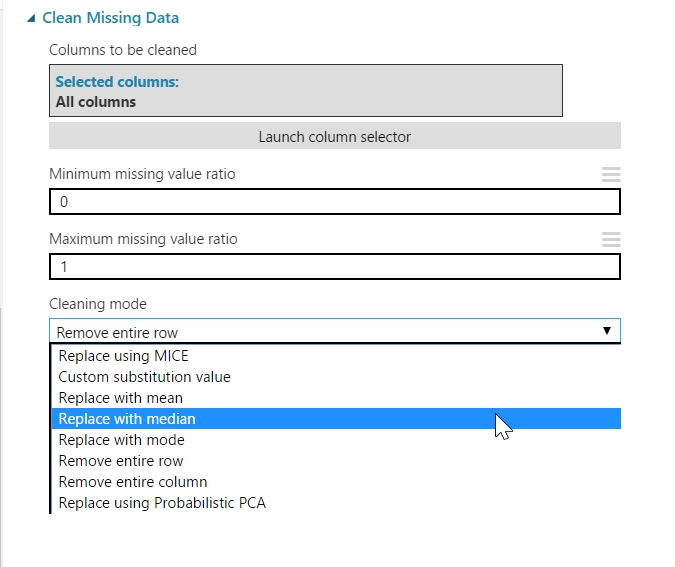 Clean Missing Data
Columns to be cleaned
Selected columns:
All columns
Launch column selector
Minimum missing value ratio
0
Maximum missing value ratio
1
Cleaning mode
Remove entire row
Replace using MICE
Custom substitution value
Replace with mean
Replace with median
Replace with mode
Remove entire row
Remove entire column
Replace using Probabilistic PCA